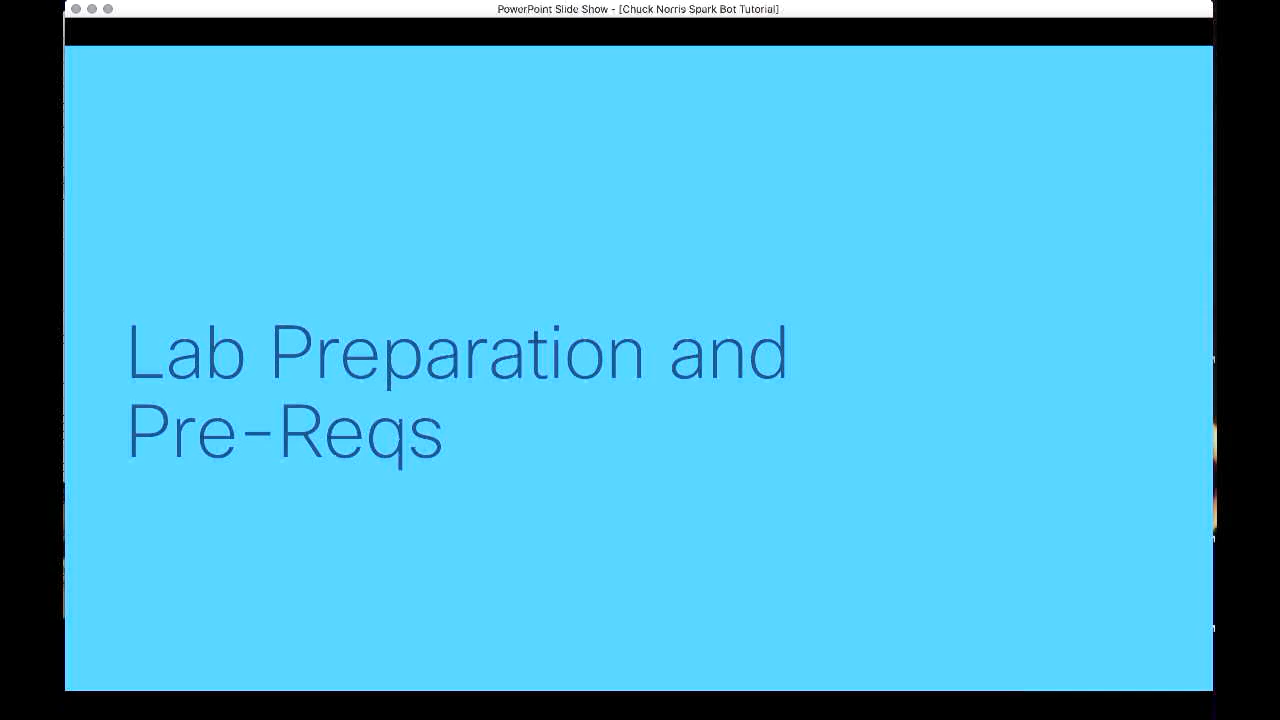 PowerPoint Slide Show - [Chuck Norris Spark Bot Tutorial]
Lab Preparation and
Pre-Reqs